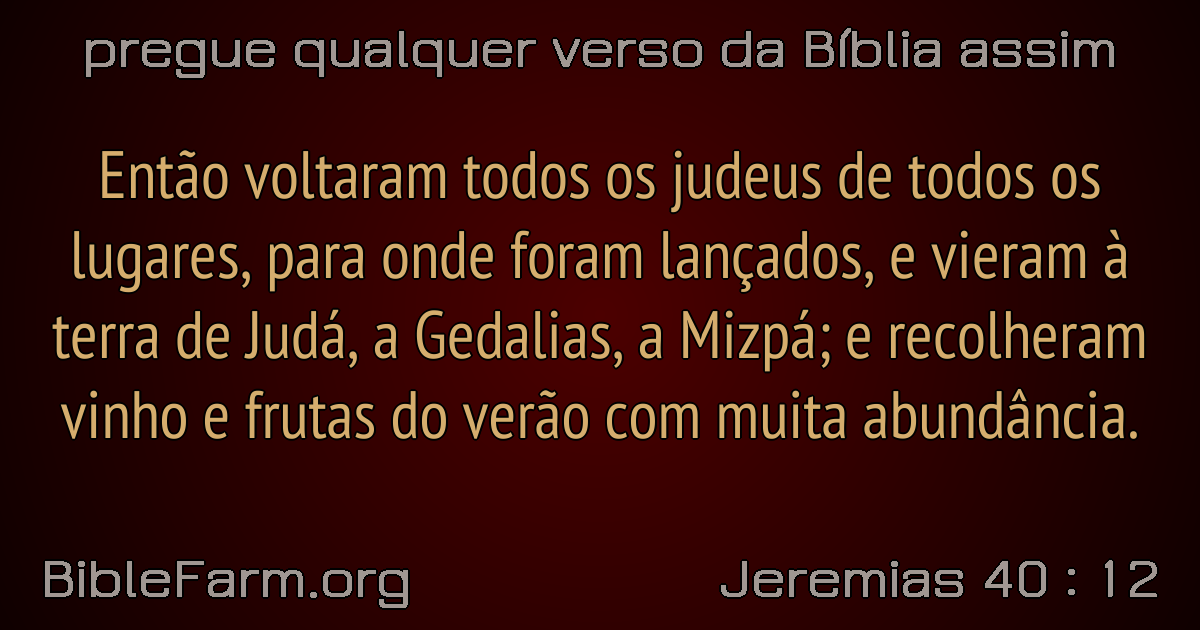 pregue qualquer verso da Bíblia assim
Então voltaram todos os judeus de todos os
lugares, para onde foram lançados, e vieram à
terra de Judá, a Gedalias, a Mizpá; e recolheram
vinho e frutas do verão com muita abundância.
BibleFarm.org
Jeremias 40 : 12